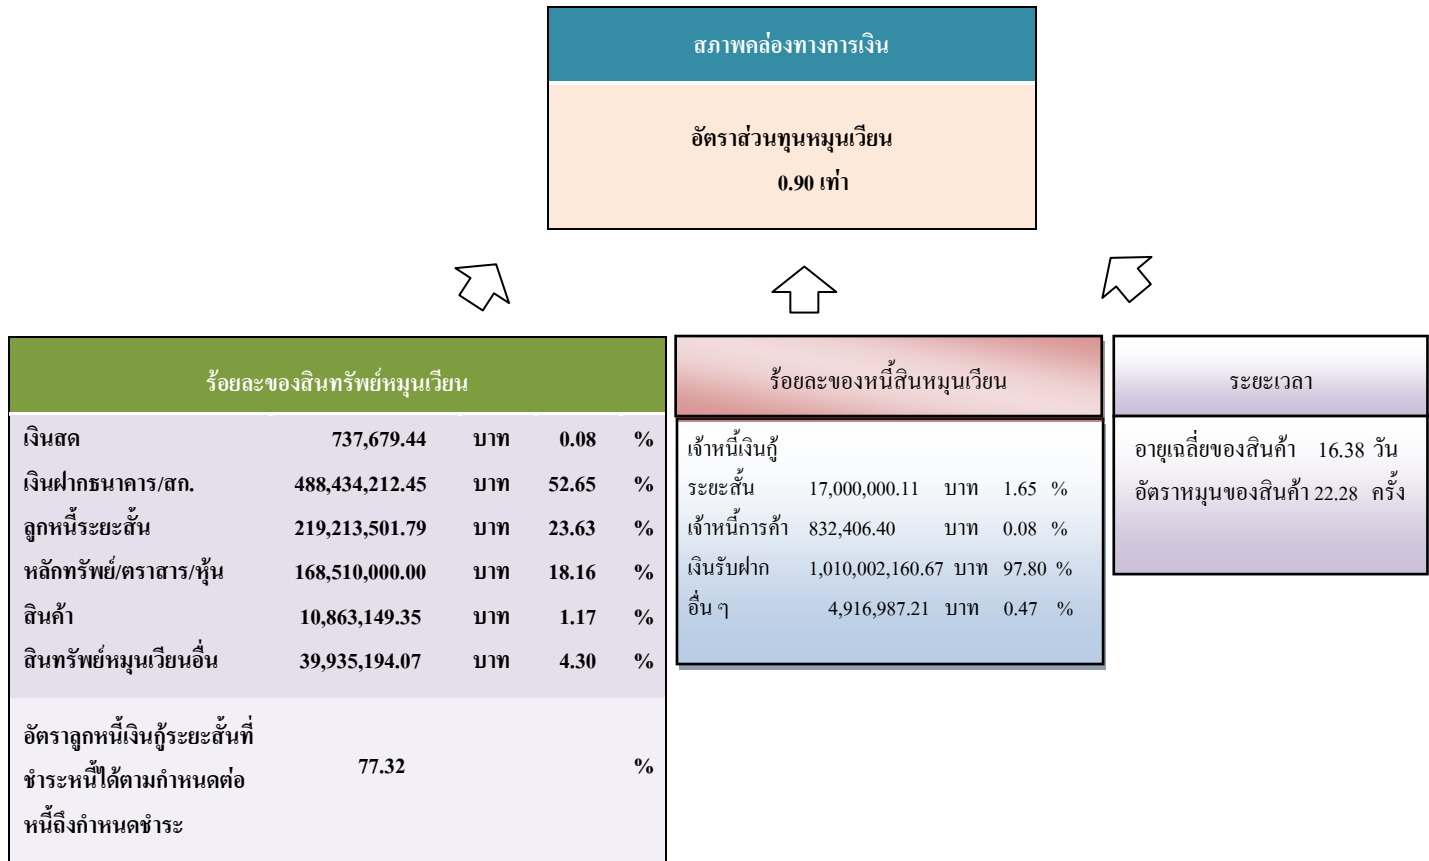 สภาพคล่องทางการเงิน
อัตราส่วนทุนหมุนเวียน
0.90 เท่า
ร้อยละของสินทรัพย์หมุนเวียน
เงินสด 737,679.44 บาท 0.08 %
เงินฝากธนาคาร/สก. 488,434,212.45 บาท 52.65 %
ลูกหนี้ระยะสั้น 219,213,501.79 บาท 23.63 %
หลักทรัพย์/ตราสาร/หุ้น 168,510,000.00 บาท 18.16 %
สินค้า 10,863,149.35 บาท 1.17 %
สินทรัพย์หมุนเวียนอื่น 39,935,194.07 บาท 4.30 %
อัตราลูกหนี้เงินกู้ระยะสั้นที่
ชำระหนี้ได้ตามกำหนดต่อ 77.32 %
หนี้ถึงกำหนดชำระ
ร้อยละของหนี้สินหมุนเวียน
เจ้าหนี้เงินกู้
ระยะสั้น 17,000,000.11 บาท 1.65 %
เจ้าหนี้การค้า 832,406.40 บาท 0.08 %
เงินรับฝาก 1,010,002,160.67 บาท 97.80 %
อื่น ๆ 4,916,987.21 บาท 0.47 %
ระยะเวลา
อายุเฉลี่ยของสินค้า 16.38 วัน
อัตราหมุนของสินค้า 22.28 ครั้ง